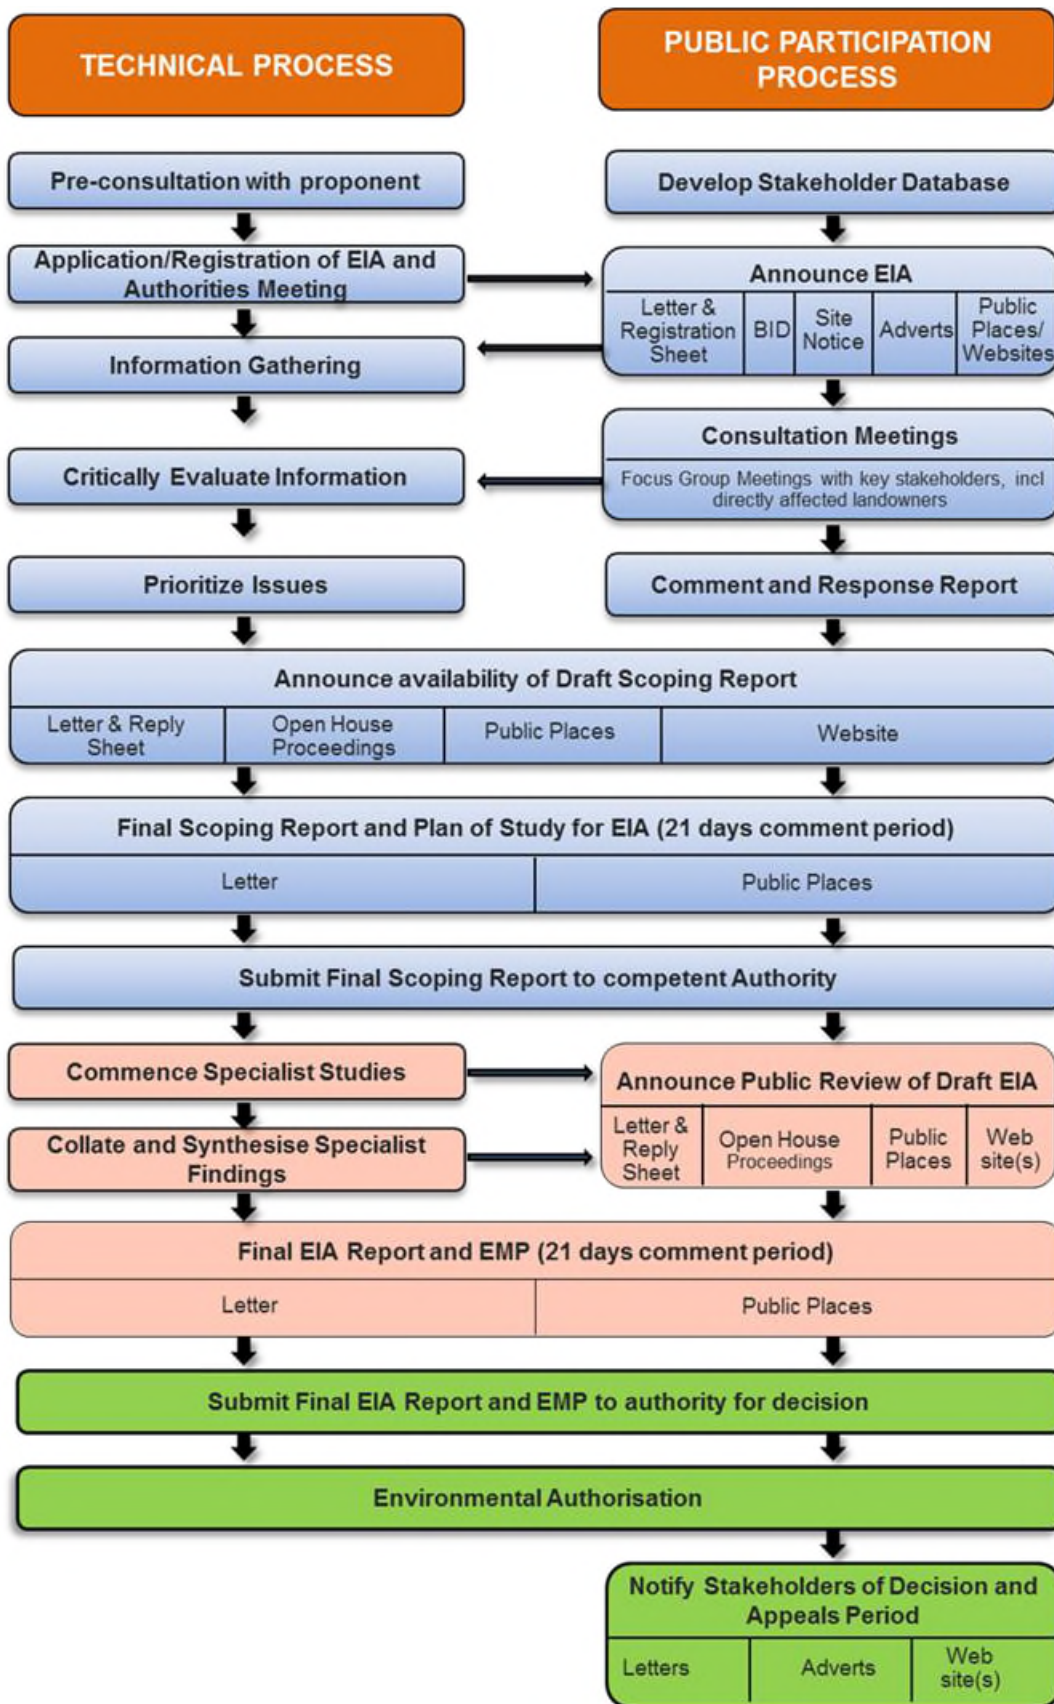 TECHNICAL PROCESS
PUBLIC PARTICIPATION
PROCESS
Pre-consultation with proponent
Develop Stakeholder Database
Application/Registration of EIA and
Authorities Meeting
Announce EIA
Letter &
Registration
Sheet
BID
Site
Notice
Adverts
Public
Places/
Websites
Information Gathering
Consultation Meetings
Focus Group Meetings with key stakeholders, incl
directly affected landowners
Critically Evaluate Information
Prioritize Issues
Comment and Response Report
Announce availability of Draft Scoping Report
Letter & Reply
Sheet
Open House
Proceedings
Public Places
Website
Final Scoping Report and Plan of Study for EIA (21 days comment period)
Letter
Public Places
Submit Final Scoping Report to competent Authority
Commence Specialist Studies
Announce Public Review of Draft EIA
Letter &
Reply
Sheet
Open House
Proceedings
Public
Places
Web
site(s)
Collate and Synthesise Specialist
Findings
Final EIA Report and EMP (21 days comment period)
Letter
Public Places
Submit Final EIA Report and EMP to authority for decision
Environmental Authorisation
Notify Stakeholders of Decision and
Appeals Period
Letters
Adverts
Web
site(s)